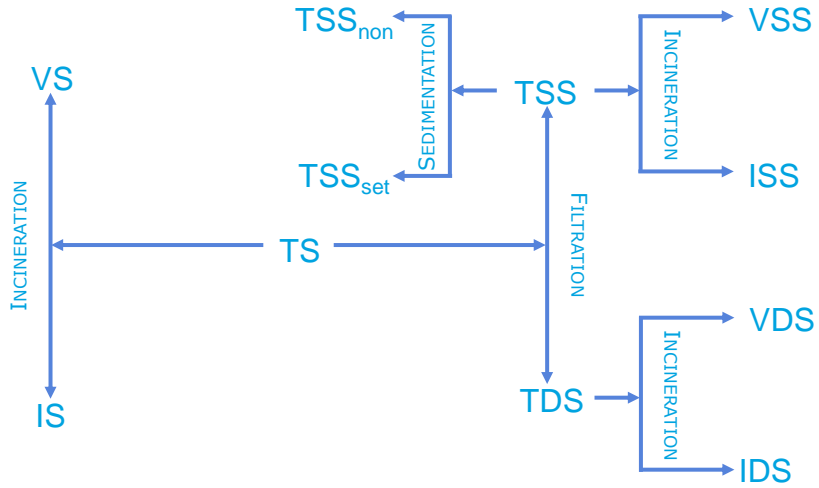 TSSnon
VSS
VS
SEDIMENTATION
TSS
INCINERATION
TSSset
ISS
INCINERATION
TS
FILTRATION
VDS
INCINERATION
IS
TDS
IDS